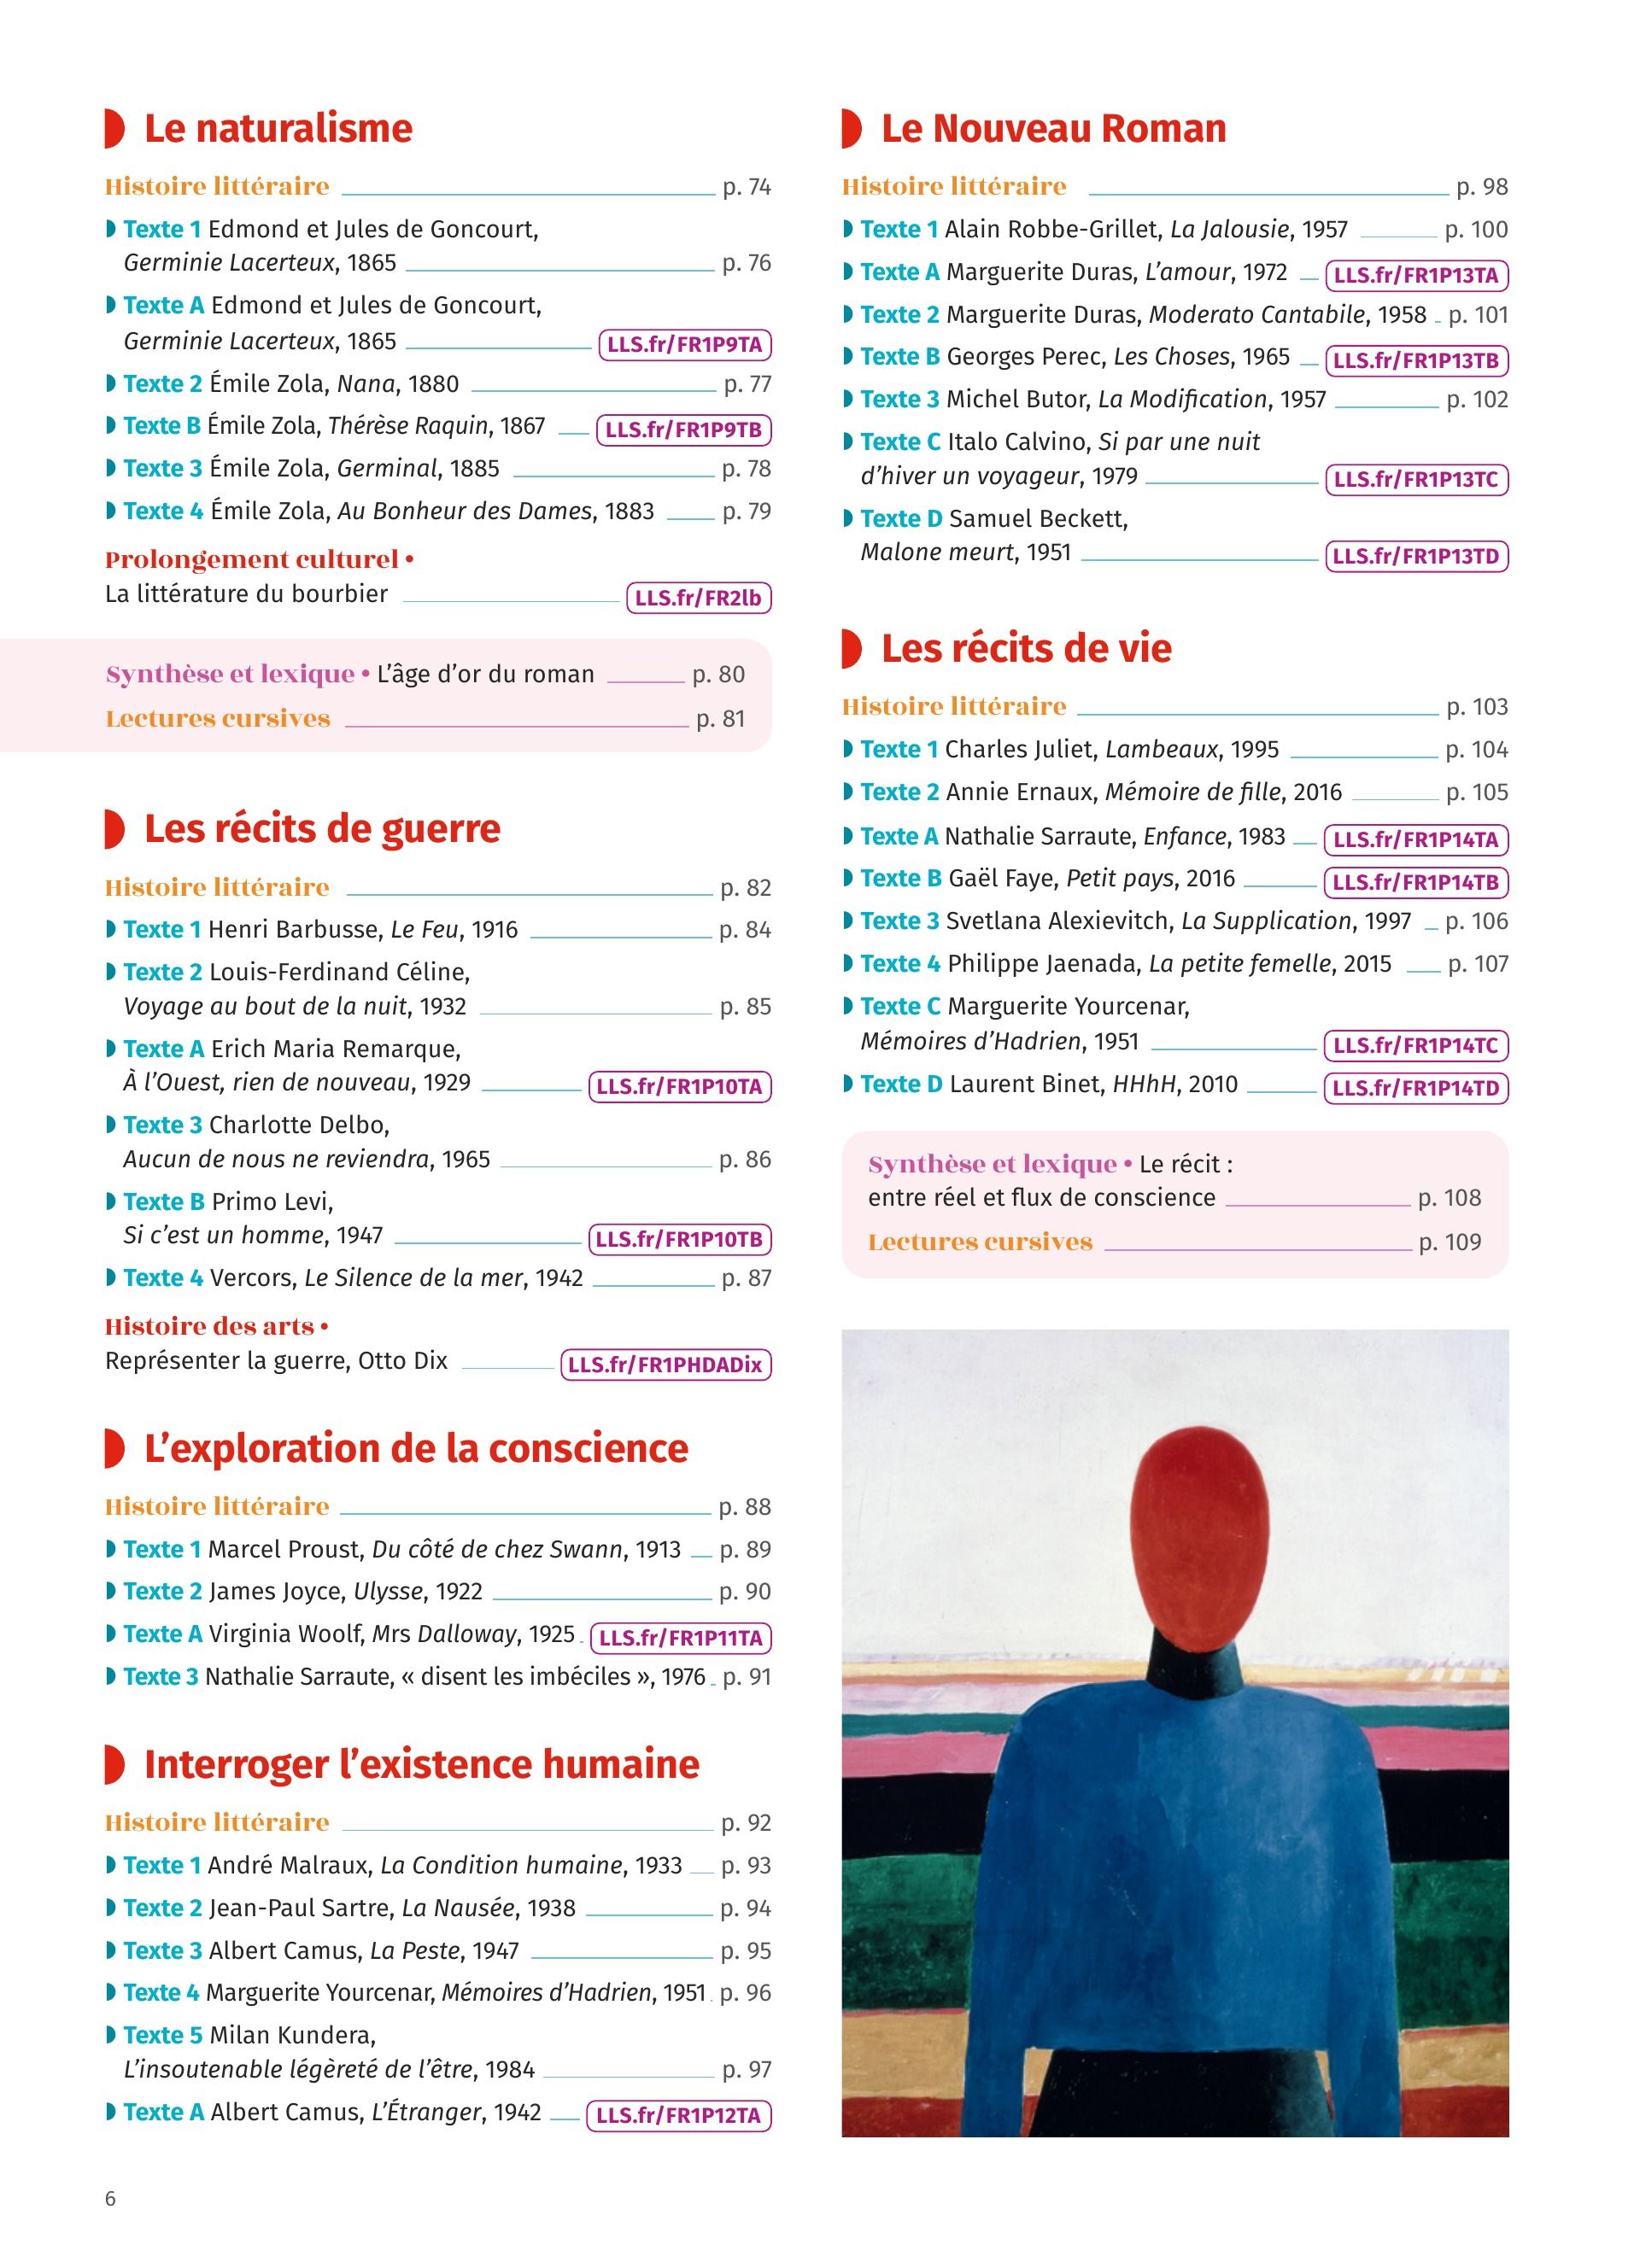 Le naturalisme
Histoire littéraire p. 74
Texte 1 Edmond et Jules de Goncourt,
Germinie Lacerteux, 1865 p. 76
Texte A Edmond et Jules de Goncourt,
Germinie Lacerteux, 1865 LLS.fr/FR1P9TA
Texte 2 Émile Zola, Nana, 1880 p. 77
Texte B Émile Zola, Thérèse Raquin, 1867 LLS.fr/FR1P9TB
Texte 3 Émile Zola, Germinal, 1885 p. 78
Texte 4 Émile Zola, Au Bonheur des Dames, 1883 p. 79
Prolongement culturel •
La littérature du bourbier LLS.fr/FR2lb
Synthèse et lexique • L'âge d'or du roman p. 80
Lectures cursives p. 81
Les récits de guerre
Histoire littéraire p. 82
Texte 1 Henri Barbusse, Le Feu, 1916 p. 84
Texte 2 Louis-Ferdinand Céline,
Voyage au bout de la nuit, 1932 p. 85
Texte A Erich Maria Remarque,
À l'Ouest, rien de nouveau, 1929 LLS.fr/FR1P10TA
Texte 3 Charlotte Delbo,
Aucun de nous ne reviendra, 1965 p. 86
Texte B Primo Levi,
Si c'est un homme, 1947 LLS.fr/FR1P10TB
Texte 4 Vercors, Le Silence de la mer, 1942 p. 87
Histoire des arts •
Représenter la guerre, Otto Dix LLS.fr/FR1PHDADix
L'exploration de la conscience
Histoire littéraire p. 88
Texte 1 Marcel Proust, Du côté de chez Swann, 1913 p. 89
Texte 2 James Joyce, Ulysse, 1922 p. 90
Texte A Virginia Woolf, Mrs Dalloway, 1925 LLS.fr/FR1P11TA
Texte 3 Nathalie Sarraute, « disent les imbéciles », 1976 p. 91
Interroger l'existence humaine
Histoire littéraire p. 92
Texte 1 André Malraux, La Condition humaine, 1933 p. 93
Texte 2 Jean-Paul Sartre, La Nausée, 1938 p. 94
Texte 3 Albert Camus, La Peste, 1947 p. 95
Texte 4 Marguerite Yourcenar, Mémoires d'Hadrien, 1951 p. 96
Texte 5 Milan Kundera,
L'insoutenable légèreté de l'être, 1984 p. 97
Texte A Albert Camus, L'Étranger, 1942 LLS.fr/FR1P12TA
Le Nouveau Roman
Histoire littéraire p. 98
Texte 1 Alain Robbe-Grillet, La Jalousie, 1957 p. 100
Texte A Marguerite Duras, L'amour, 1972 LLS.fr/FR1P13TA
Texte 2 Marguerite Duras, Moderato Cantabile, 1958 p. 101
Texte B Georges Perec, Les Choses, 1965 LLS.fr/FR1P13TB
Texte 3 Michel Butor, La Modification, 1957 p. 102
Texte C Italo Calvino, Si par une nuit
d'hiver un voyageur, 1979 LLS.fr/FR1P13TC
Texte D Samuel Beckett,
Malone meurt, 1951 LLS.fr/FR1P13TD
Les récits de vie
Histoire littéraire p. 103
Texte 1 Charles Juliet, Lambeaux, 1995 p. 104
Texte 2 Annie Ernaux, Mémoire de fille, 2016 p. 105
Texte A Nathalie Sarraute, Enfance, 1983 LLS.fr/FR1P14TA
Texte B Gaël Faye, Petit pays, 2016 LLS.fr/FR1P14TB
Texte 3 Svetlana Alexievitch, La Supplication, 1997 p. 106
Texte 4 Philippe Jaenada, La petite femelle, 2015 p. 107
Texte C Marguerite Yourcenar,
Mémoires d'Hadrien, 1951 LLS.fr/FR1P14TC
Texte D Laurent Binet, HHhH, 2010 LLS.fr/FR1P14TD
Synthèse et lexique • Le récit :
entre réel et flux de conscience p. 108
Lectures cursives p. 109
6